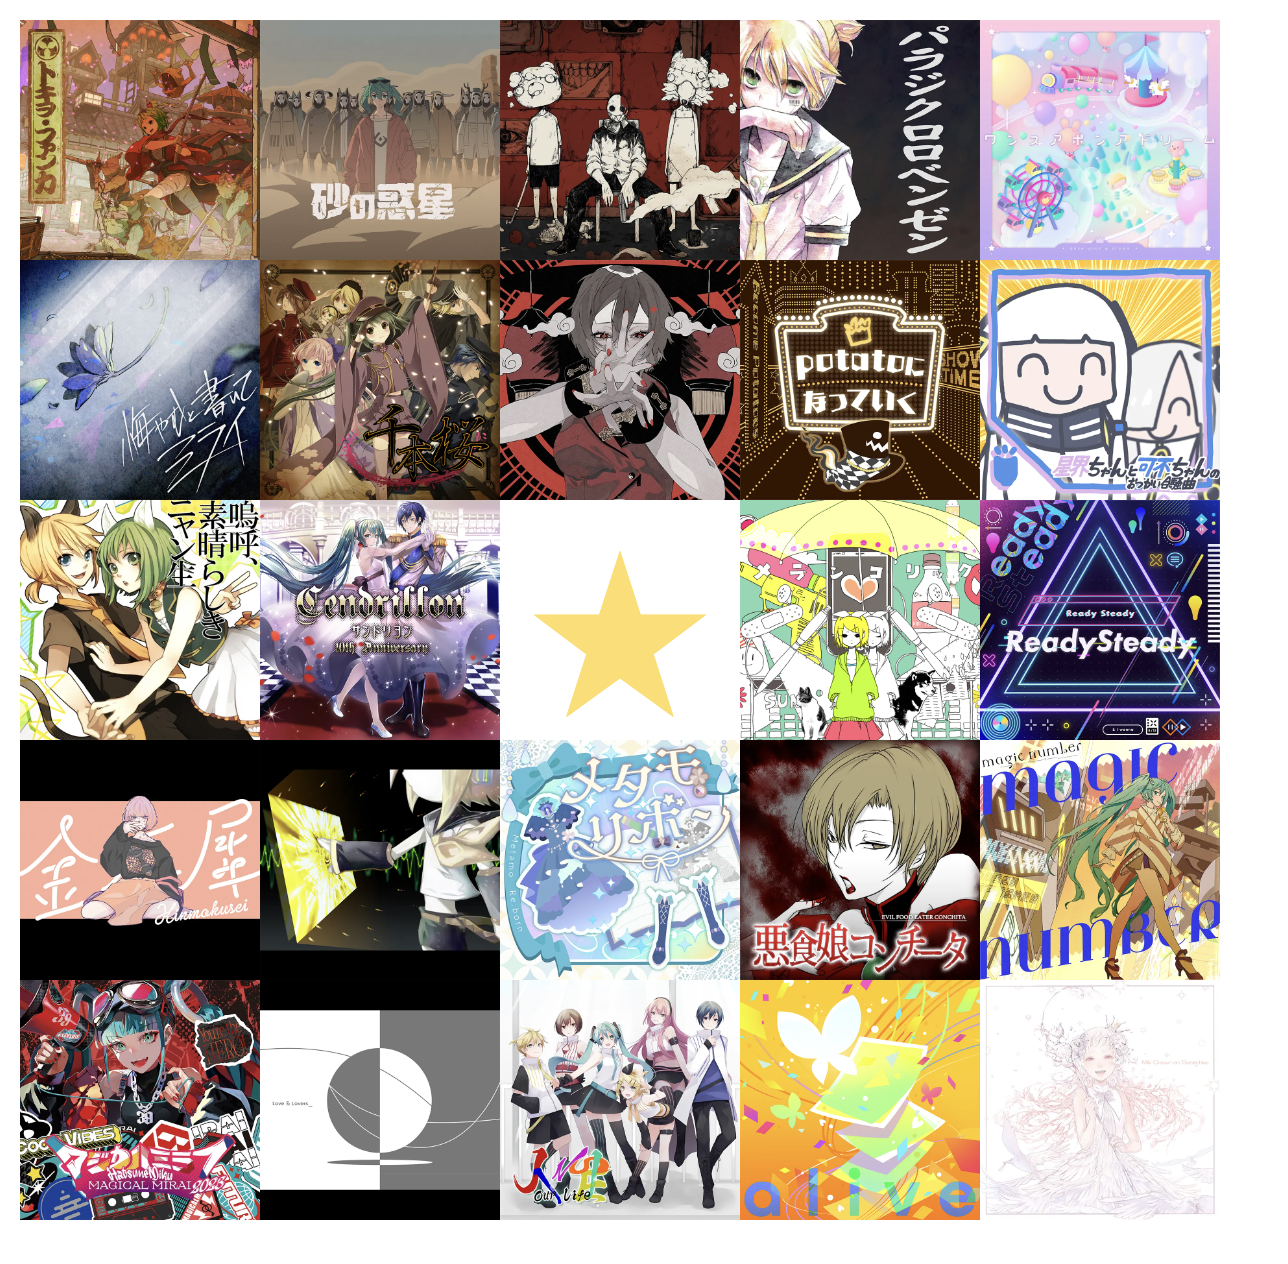 トキヲ・ファンカ
砂の惑星
パラジクロロベンゼン
ワンスアポンアドリーム
悔やむと書いてミライ
千本桜
potatoに
なっていく
SHOW
TIME
星界ちゃんと可不ちゃんの
おつかい合騒曲
嗚呼、
素晴らしき
ニャン生
Cendrillon
サンドリヨン
10th Anniversary
メランコリック
SUN
Ready Steady
Ready Steady
ReadySteady
金木犀
Kinmokusei
メタモ
リボン
Metamo Re born
EVIL FOOD EATER CONCHITA
悪食娘コンチータ
magic number
magic
number
VIBES
マジカルミライ
Hatsune Miku
MAGICAL MIRAI 2025
Love & Lovers_
人生
Our Life
alive